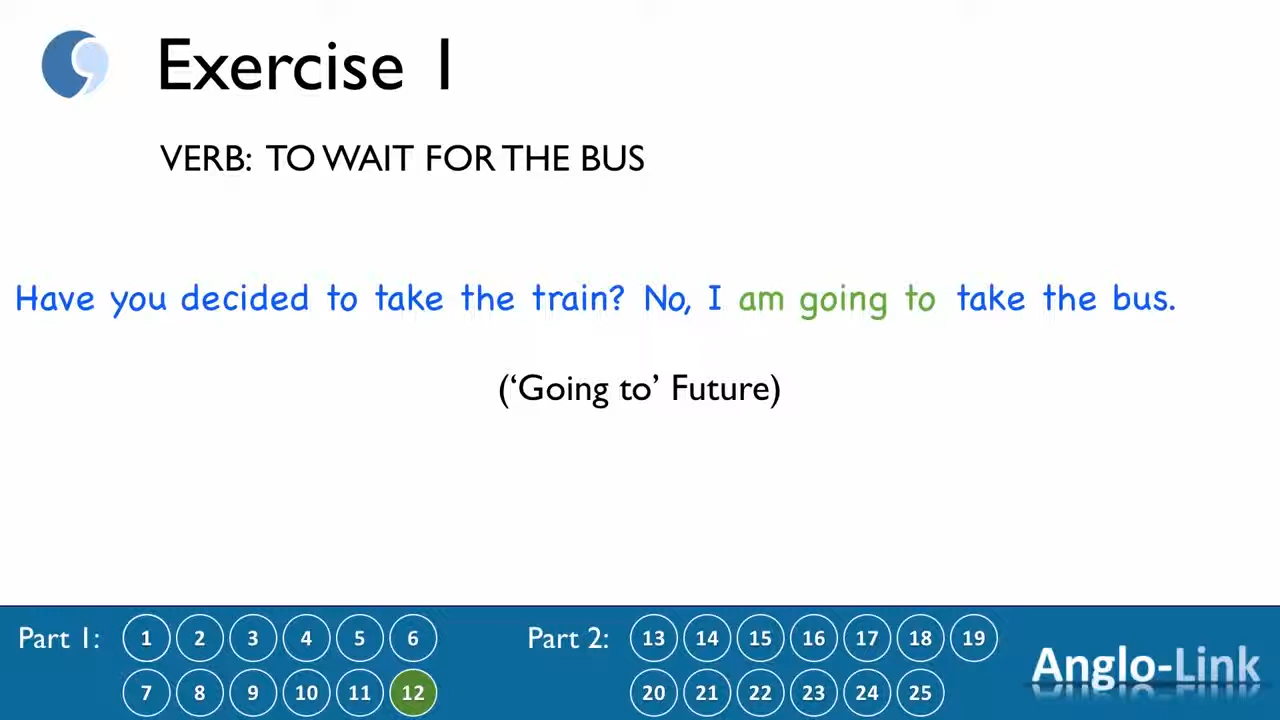 Exercise 1
VERB: TO WAIT FOR THE BUS
Have you decided to take the train? No, I am going to take the bus.
(‘Going to’ Future)
Part 1: 1 2 3 4 5 6
7 8 9 10 11 12
Part 2: 13 14 15 16 17 18 19
20 21 22 23 24 25
Anglo-Link